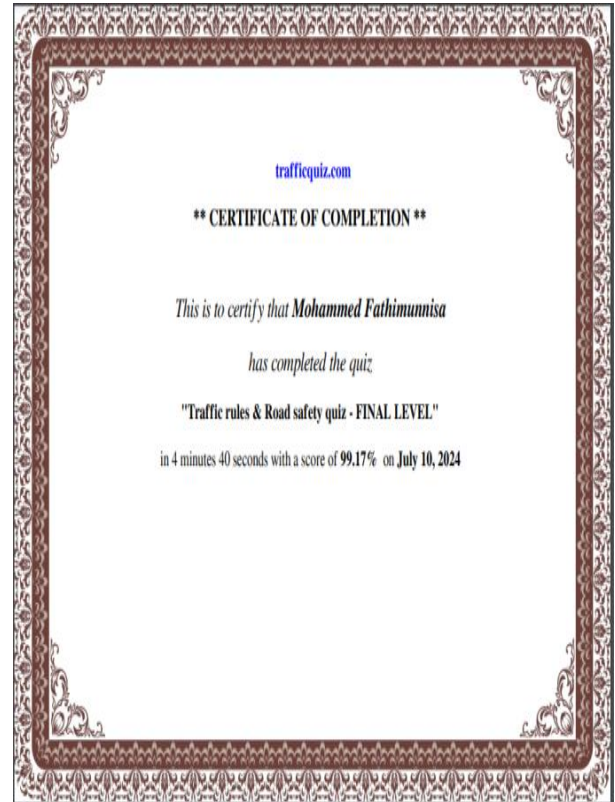 trafficquiz.com
** CERTIFICATE OF COMPLETION **
This is to certify that Mohammed Fathimunnisa
has completed the quiz
"Traffic rules & Road safety quiz - FINAL LEVEL"
in 4 minutes 40 seconds with a score of 99.17% on July 10, 2024